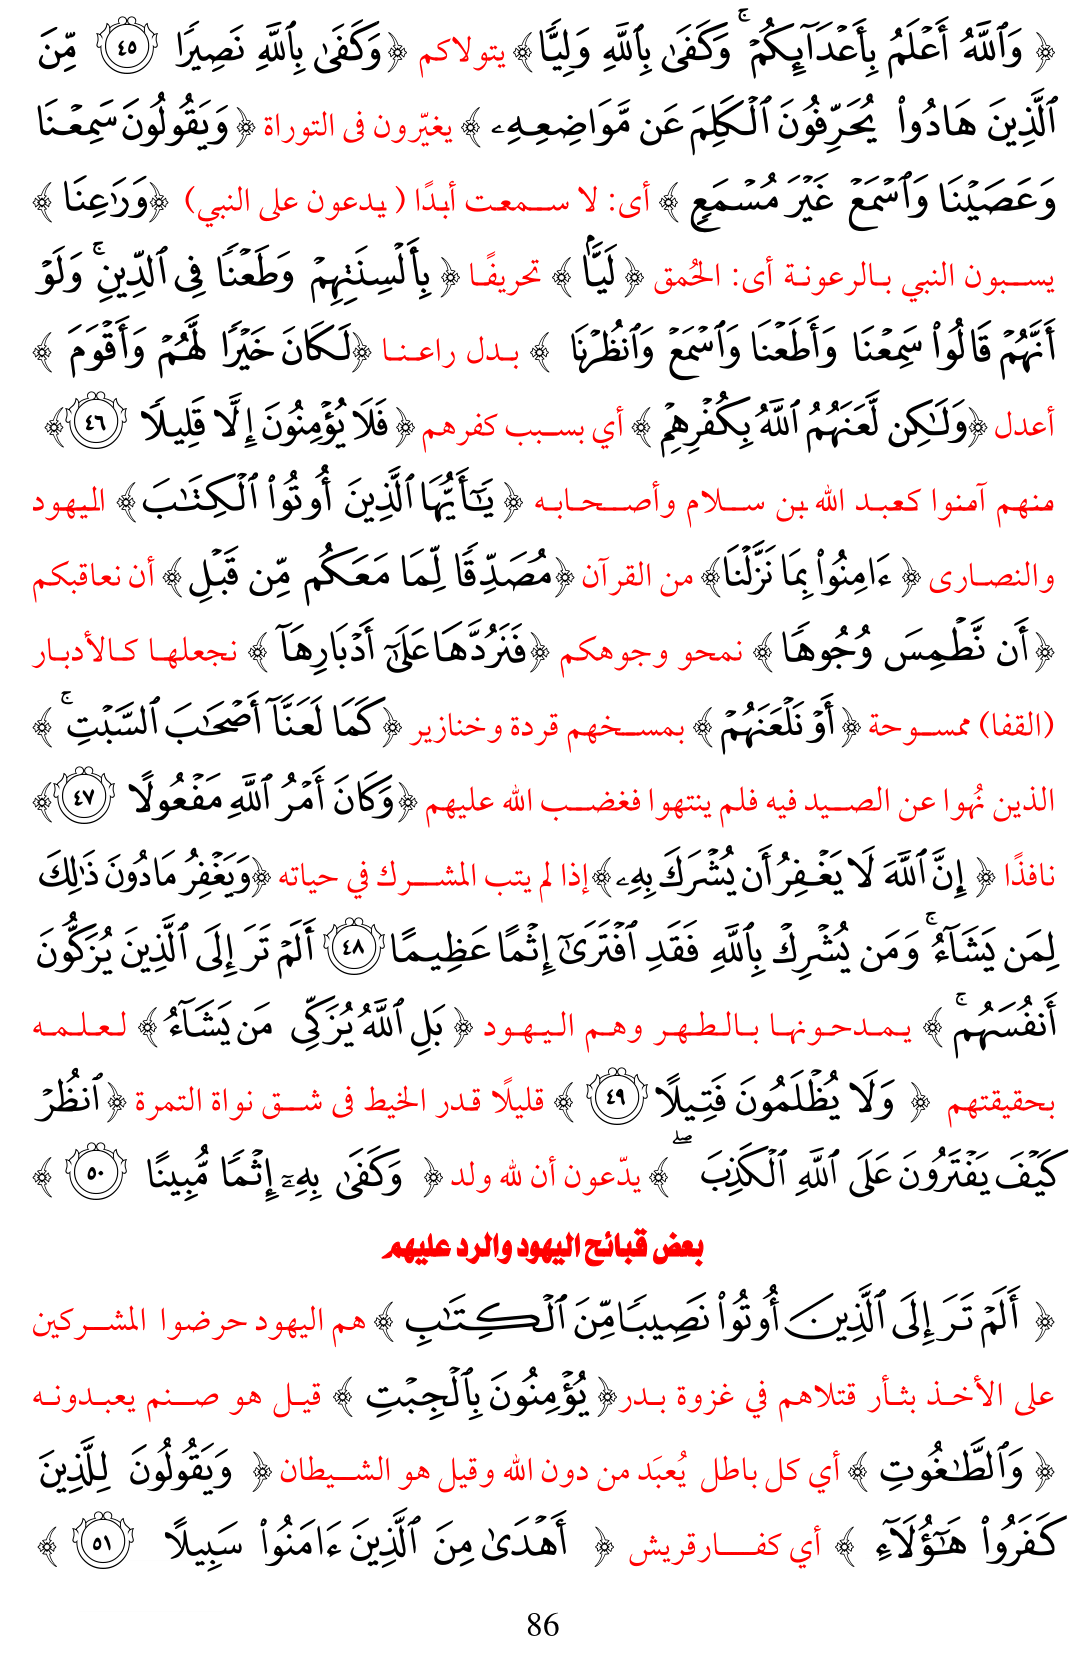 ﴿ وَٱللَّهُ أَعۡلَمُ بِأَعۡدَآئِكُمۡۚ وَكَفَىٰ بِٱللَّهِ وَلِيّٗا﴾ يتولاكم ﴿وَكَفَىٰ بِٱللَّهِ نَصِيرٗا ٤٥ مِّنَ
ٱلَّذِينَ هَادُواْ يُحَرِّفُونَ ٱلۡكَلِمَ عَن مَّوَاضِعِهِۦ ﴾ يغيّرون فى التوراة ﴿ وَيَقُولُونَ سَمِعۡنَا
وَعَصَيۡنَا وَٱسۡمَعۡ غَيۡرَ مُسۡمَعٖ ﴾ أى: لا سمعت أبدًا ( يدعون على النبي) ﴿وَرَٰعِنَا ﴾
يسبون النبي بالرعونة أى: الحُمق ﴿ لَيَّۢا ﴾ تحريفًا ﴿ بِأَلۡسِنَتِهِمۡ وَطَعۡنٗا فِي ٱلدِّينِۚ وَلَوۡ
أَنَّهُمۡ قَالُواْ سَمِعۡنَا وَأَطَعۡنَا وَٱسۡمَعۡ وَٱنظُرۡنَا ﴾ بدل راعنا ﴿لَكَانَ خَيۡرٗا لَّهُمۡ وَأَقۡوَمَ ﴾
أعدل ﴿وَلَٰكِن لَّعَنَهُمُ ٱللَّهُ بِكُفۡرِهِمۡ ﴾ أي بسبب كفرهم ﴿ فَلَا يُؤۡمِنُونَ إِلَّا قَلِيلٗا ٤٦ ﴾
منهم آمنوا كعبد الله بن سلام وأصحابه ﴿ يَٰٓأَيُّهَا ٱلَّذِينَ أُوتُواْ ٱلۡكِتَٰبَ﴾ اليهود
والنصارى ﴿ ءَامِنُواْ بِمَا نَزَّلۡنَا﴾ من القرآن ﴿مُصَدِّقٗا لِّمَا مَعَكُم مِّن قَبۡلِ ﴾ أن نعاقبكم
﴿ أَن نَّطۡمِسَ وُجُوهٗا ﴾ نمحو وجوهكم ﴿فَنَرُدَّهَا عَلَىٰٓ أَدۡبَارِهَآ ﴾ نجعلها كالأدبار
(القفا) ممسوحة ﴿ أَوۡ نَلۡعَنَهُمۡ ﴾ بمسخهم قردة وخنازير ﴿ كَمَا لَعَنَّآ أَصۡحَٰبَ ٱلسَّبۡتِۚ ﴾
الذين نُهوا عن الصيد فيه فلم ينتهوا فغضب الله عليهم ﴿وَكَانَ أَمۡرُ ٱللَّهِ مَفۡعُولًا ٤٧﴾
نافذًا ﴿ إِنَّ ٱللَّهَ لَا يَغۡفِرُ أَن يُشۡرَكَ بِهِۦ ﴾إذا لم يتب المشرك في حياته ﴿وَيَغۡفِرُ مَا دُونَ ذَٰلِكَ
لِمَن يَشَآءُۚ وَمَن يُشۡرِكۡ بِٱللَّهِ فَقَدِ ٱفۡتَرَىٰٓ إِثۡمًا عَظِيمًا ٤٨ أَلَمۡ تَرَ إِلَى ٱلَّذِينَ يُزَكُّونَ
أَنفُسَهُمۚ ﴾ يمدحونها بالطهر وهم اليهود ﴿ بَلِ ٱللَّهُ يُزَكِّي مَن يَشَآءُ ﴾ لعلمه
بحقيقتهم ﴿ وَلَا يُظۡلَمُونَ فَتِيلًا ٤٩ ﴾ قليلًا قدر الخيط فى شق نواة التمرة ﴿ ٱنظُرۡ
كَيۡفَ يَفۡتَرُونَ عَلَى ٱللَّهِ ٱلۡكَذِبَۖ ﴾ يدّعون أن لله ولد ﴿ وَكَفَىٰ بِهِۦٓ إِثۡمٗا مُّبِينًا ٥٠ ﴾
بعض قبائح اليهود والرد عليهم
﴿ أَلَمۡ تَرَ إِلَى ٱلَّذِينَ أُوتُواْ نَصِيبٗا مِّنَ ٱلۡكِتَٰبِ ﴾ هم اليهود حرضوا المشركين
على الأخذ بثأر قتلاهم في غزوة بدر﴿ يُؤۡمِنُونَ بِٱلۡجِبۡتِ ﴾ قيل هو صنم يعبدونه
﴿ وَٱلطَّٰغُوتِ ﴾ أي كل باطل يُعبَد من دون الله وقيل هو الشيطان ﴿ وَيَقُولُونَ لِلَّذِينَ
كَفَرُواْ هَٰٓؤُلَآءِ ﴾ أي كفار قريش ﴿ أَهۡدَىٰ مِنَ ٱلَّذِينَ ءَامَنُواْ سَبِيلًا ٥١ ﴾
86